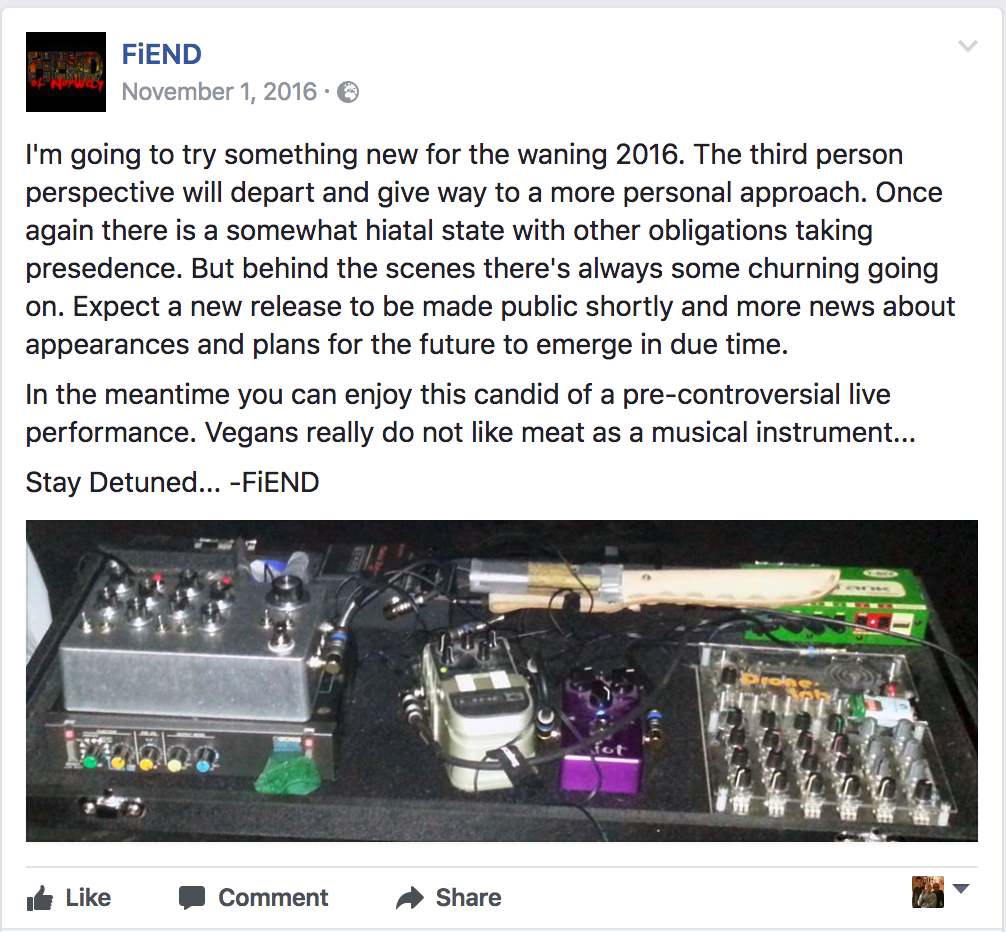 FiEND
of Norway
FiEND
November 1, 2016 ·
I'm going to try something new for the waning 2016. The third person
perspective will depart and give way to a more personal approach. Once
again there is a somewhat hiatal state with other obligations taking
presedence. But behind the scenes there's always some churning going
on. Expect a new release to be made public shortly and more news about
appearances and plans for the future to emerge in due time.
In the meantime you can enjoy this candid of a pre-controversial live
performance. Vegans really do not like meat as a musical instrument...
Stay Detuned... -FiEND
Drone
Lab
Like
Comment
Share